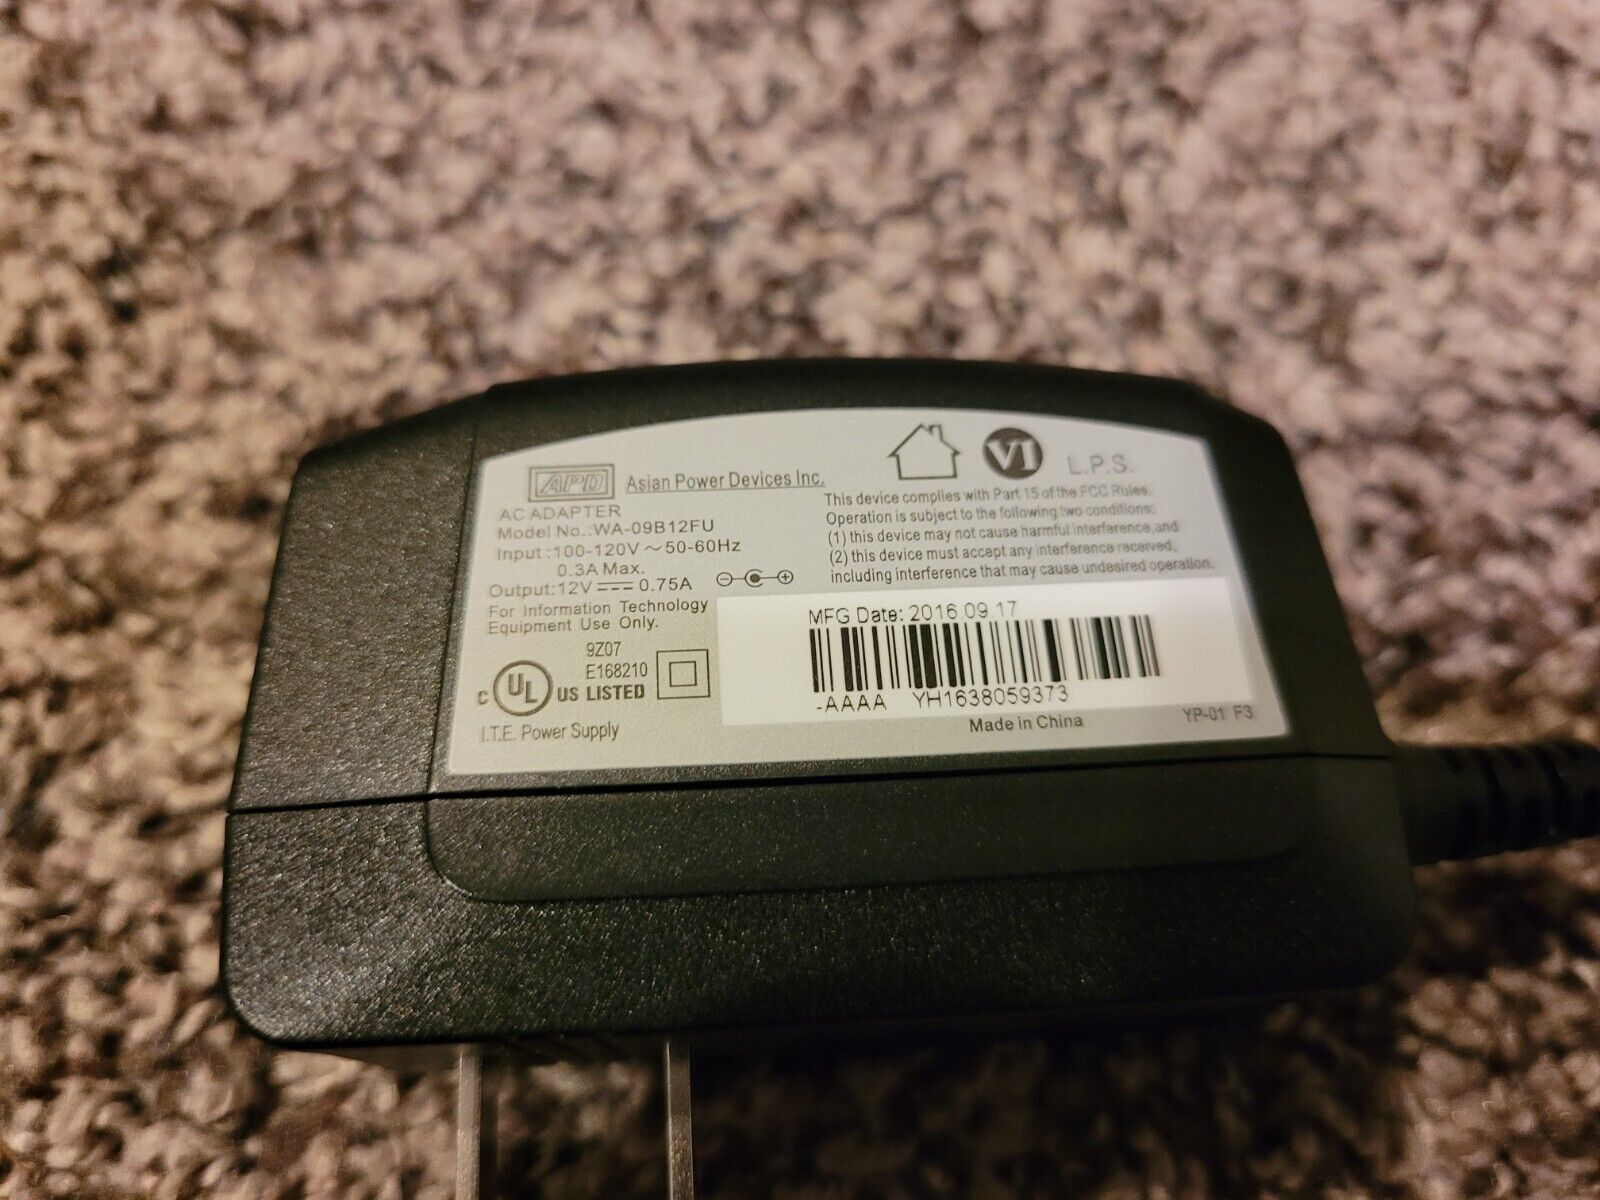 APD Asian Power Devices Inc.
AC ADAPTER
Model No.:WA-09B12FU
Input:100-120V ~50-60Hz
0.3A Max.
Output:12V 0.75A
For Information Technology
Equipment Use Only.
9Z07
E168210
C UL US LISTED
I.T.E. Power Supply
VI L.P.S.
This device complies with Part 15 of the FCC Rules.
Operation is subject to the following two conditions:
(1) this device may not cause harmful interference,and
(2) this device must accept any interference received,
including interference that may cause undesired operation.
MFG Date: 2016.09.17
-AAAA YH1638059373
Made in China
YP-01 F3